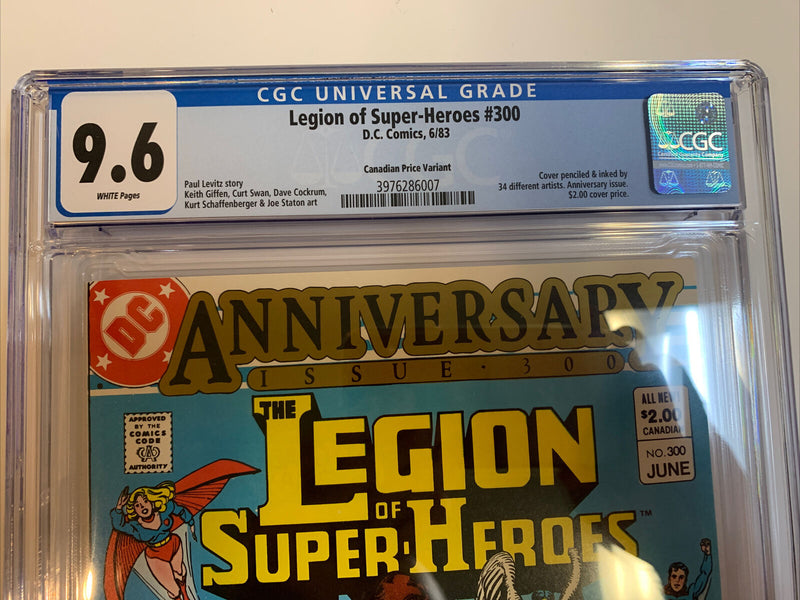 CGC UNIVERSAL GRADE
9.6
WHITE Pages
Legion of Super-Heroes #300
D.C. Comics, 6/83
Canadian Price Variant
3976286007
Paul Levitz story
Keith Giffen, Curt Swan, Dave Cockrum,
Kurt Schaffenberger & Joe Staton art
Cover penciled & inked by
34 different artists. Anniversary issue.
$2.00 cover price.
CGC
DC
ANNIVERSARY
ISSUE · 300
APPROVED
BY THE
COMICS
CODE
AUTHORITY
THE
LEGION
OF
SUPER-HEROES™
ALL NEW!
$2.00
CANADIAN
NO. 300
JUNE